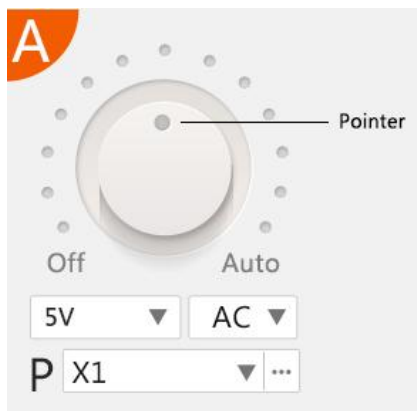 A
Pointer
Off Auto
5V AC
P X1 ...